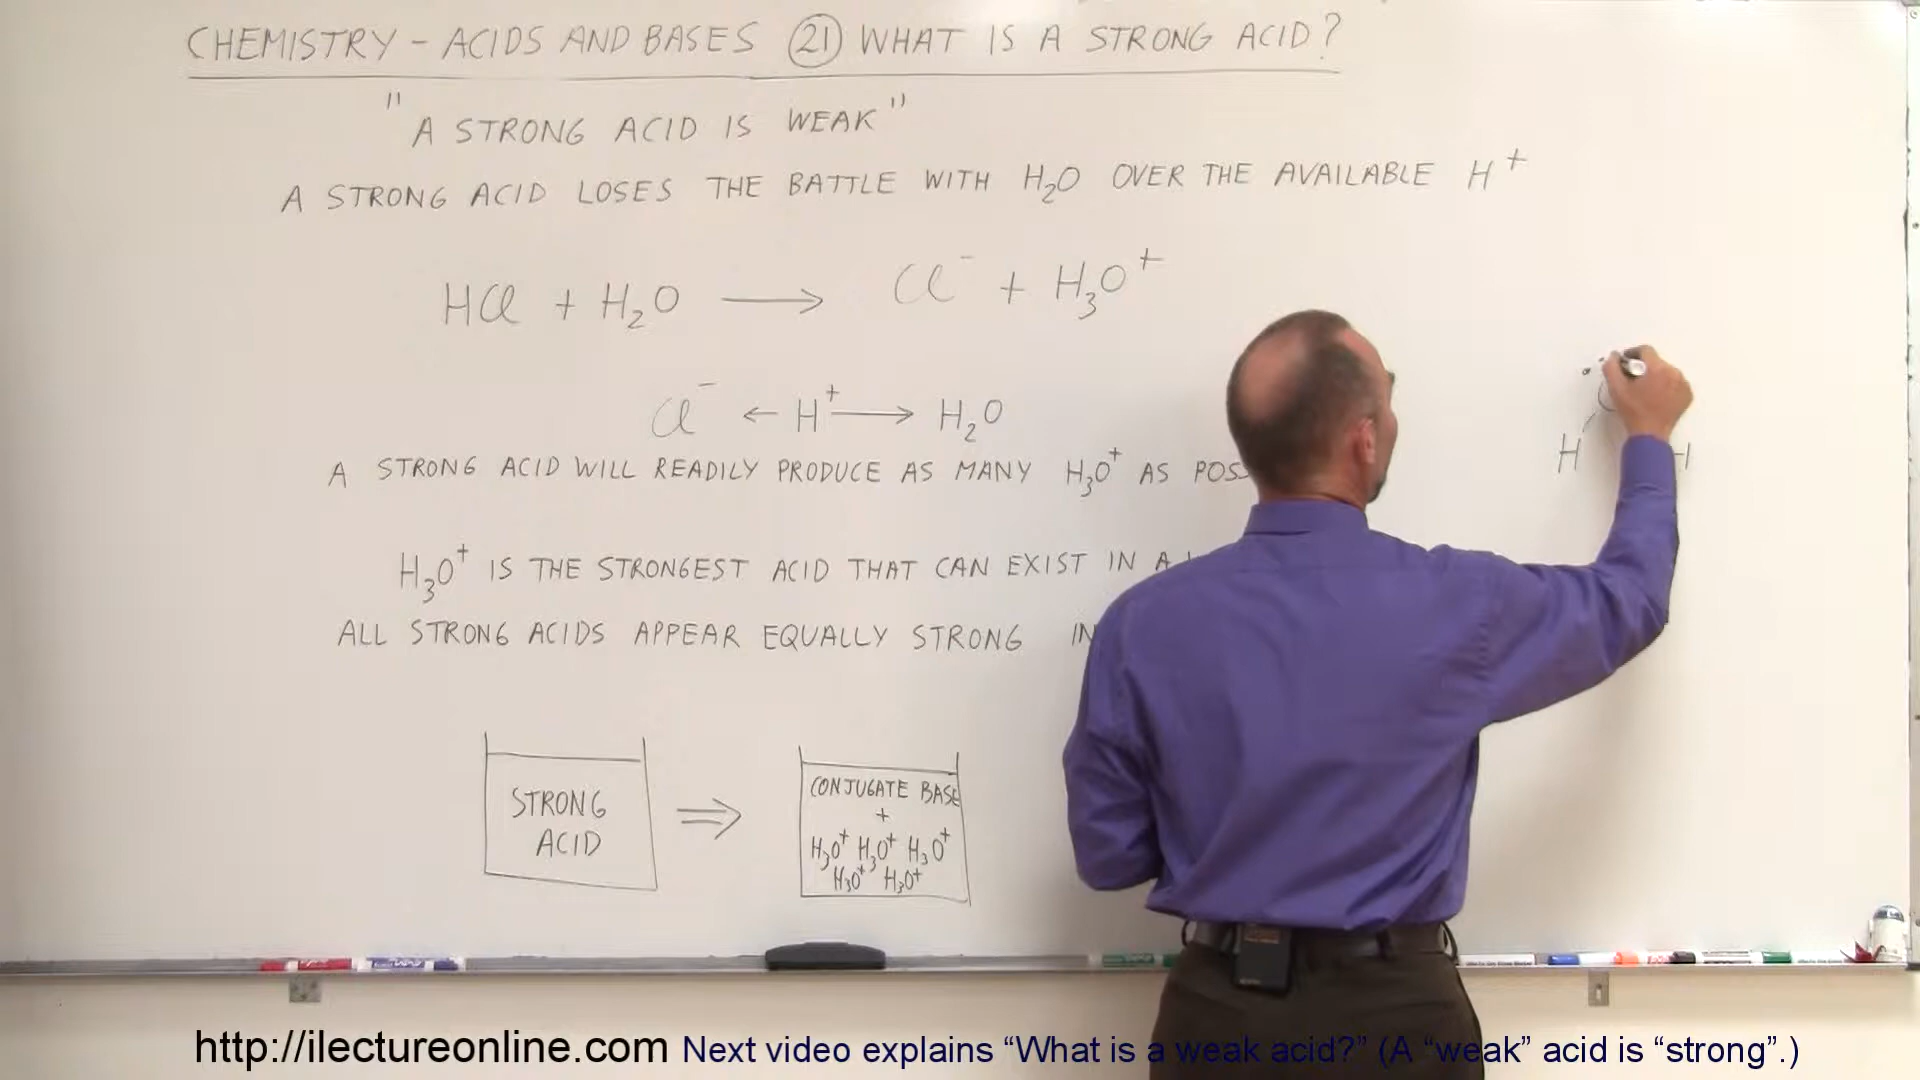 CHEMISTRY - ACIDS AND BASES 21 WHAT IS A STRONG ACID?
"A STRONG ACID IS WEAK"
A STRONG ACID LOSES THE BATTLE WITH H₂O OVER THE AVAILABLE H⁺
HCl + H₂O ⟶ Cl⁻ + H₃O⁺
Cl⁻ ← H⁺ ⟶ H₂O
A STRONG ACID WILL READILY PRODUCE AS MANY H₃O⁺ AS
H H
H₃O⁺ IS THE STRONGEST ACID THAT CAN EXIST IN A
ALL STRONG ACIDS APPEAR EQUALLY STRONG IN
STRONG
ACID
⇒
CONJUGATE BASE
+
H₃O⁺ H₃O⁺ H₃O⁺
H₃O⁺ H₃O⁺
http://ilectureonline.com Next video explains “What is a weak acid?” (A “weak” acid is “strong”.)